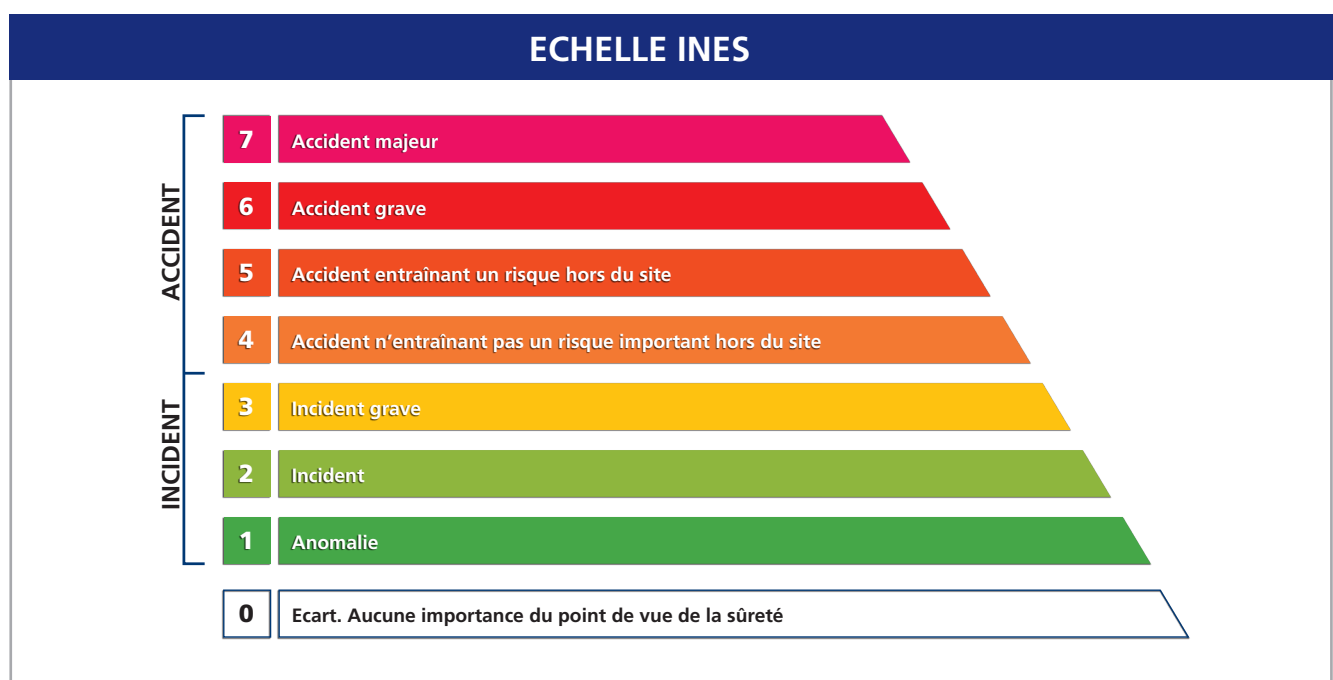 ECHELLE INES
ACCIDENT
7 Accident majeur
6 Accident grave
5 Accident entraînant un risque hors du site
4 Accident n’entraînant pas un risque important hors du site
INCIDENT
3 Incident grave
2 Incident
1 Anomalie
0 Ecart. Aucune importance du point de vue de la sûreté